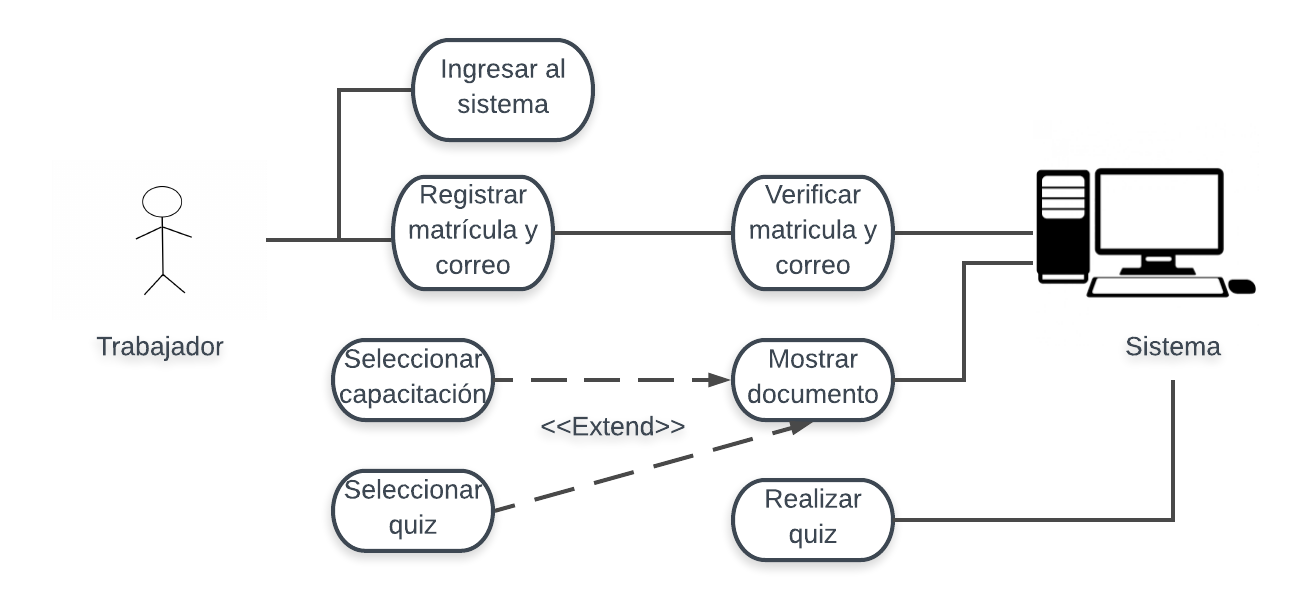 Ingresar al
sistema
Registrar
matrícula y
correo
Verificar
matricula y
correo
Trabajador
Sistema
Seleccionar
capacitación
Mostrar
documento
<<Extend>>
Seleccionar
quiz
Realizar
quiz